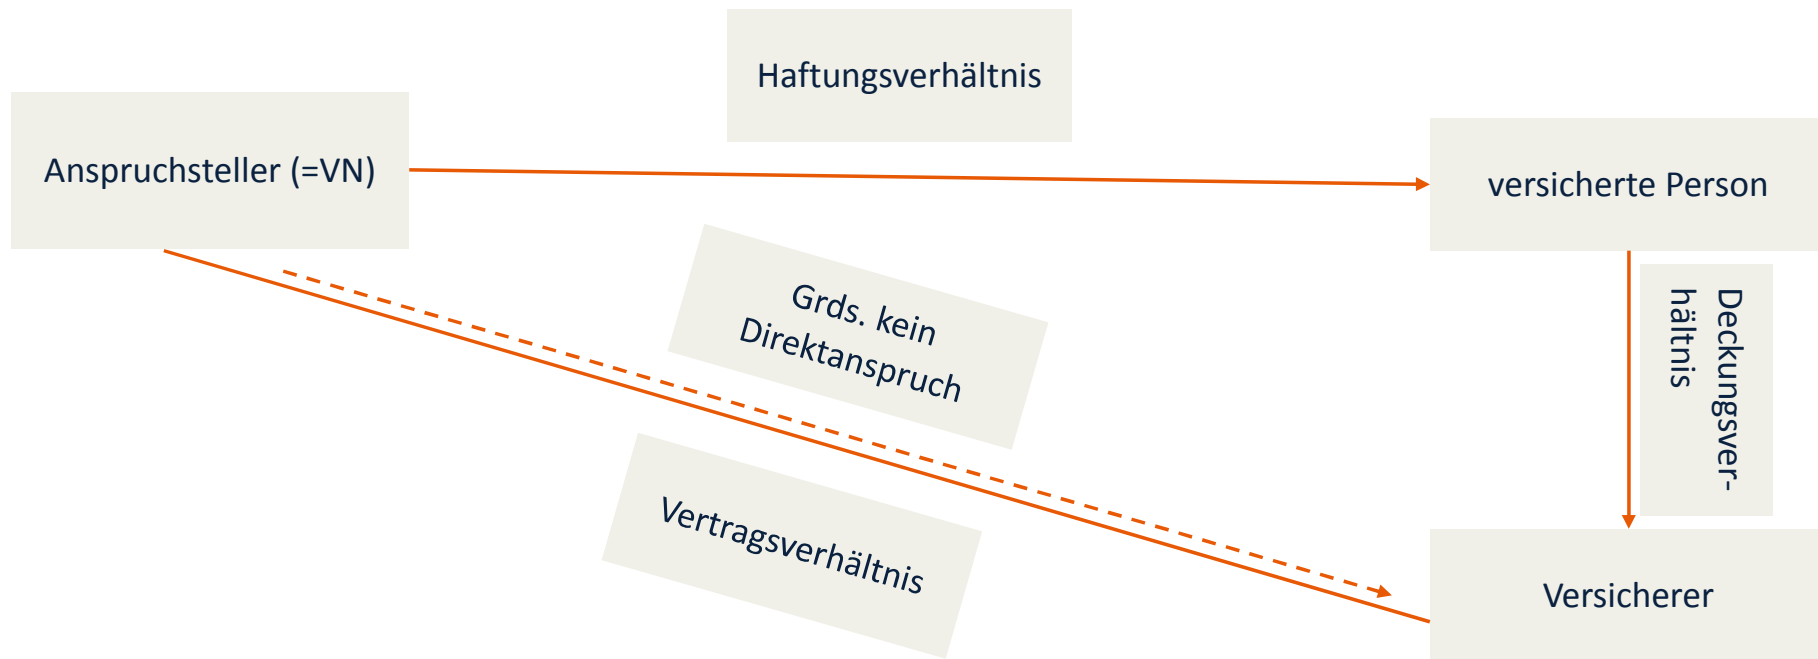 Haftungsverhältnis
Anspruchsteller (=VN)
versicherte Person
Grds. kein
Direktanspruch
Deckungsver-
hältnis
Vertragsverhältnis
Versicherer